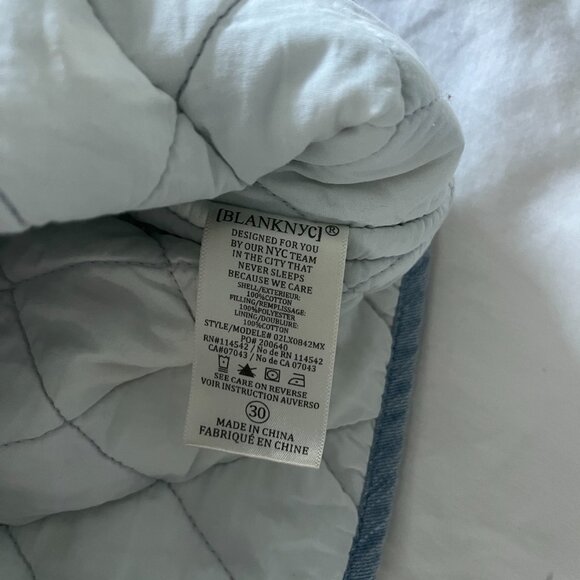 [BLANKNYC]®
DESIGNED FOR YOU
BY OUR NYC TEAM
IN THE CITY THAT
NEVER SLEEPS
BECAUSE WE CARE
SHELL/EXTERIEUR:
100%COTTON
FILLING/REMPLISSAGE:
100%POLYESTER
LINING/DOUBLURE:
100%COTTON
STYLE/MODELE# 02LX0842MX
PO# 200640
RN#114542 / No de RN 114542
CA#07043 / No de CA 07043
SEE CARE ON REVERSE
VOIR INSTRUCTION AUVERSO
30
MADE IN CHINA
FABRIQUÉ EN CHINE